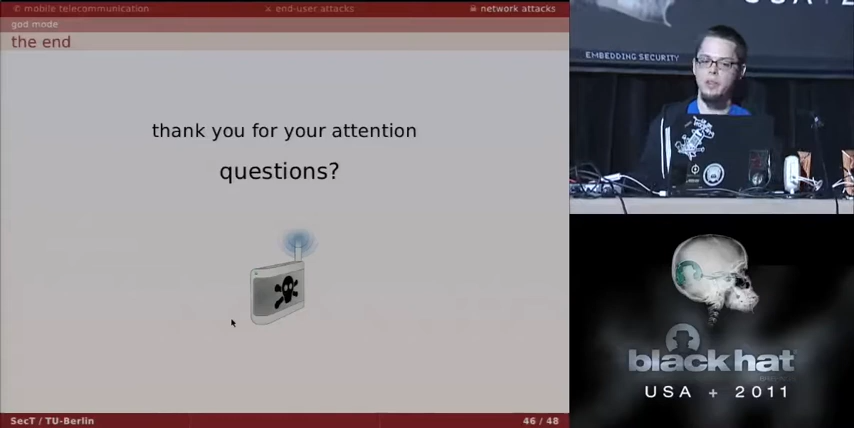 © mobile telecommunication
⚔ end-user attacks
☠ network attacks
god mode
the end
thank you for your attention
questions?
SecT / TU-Berlin
46 / 48
EMBEDDING SECURITY
black hat
USA + 2011